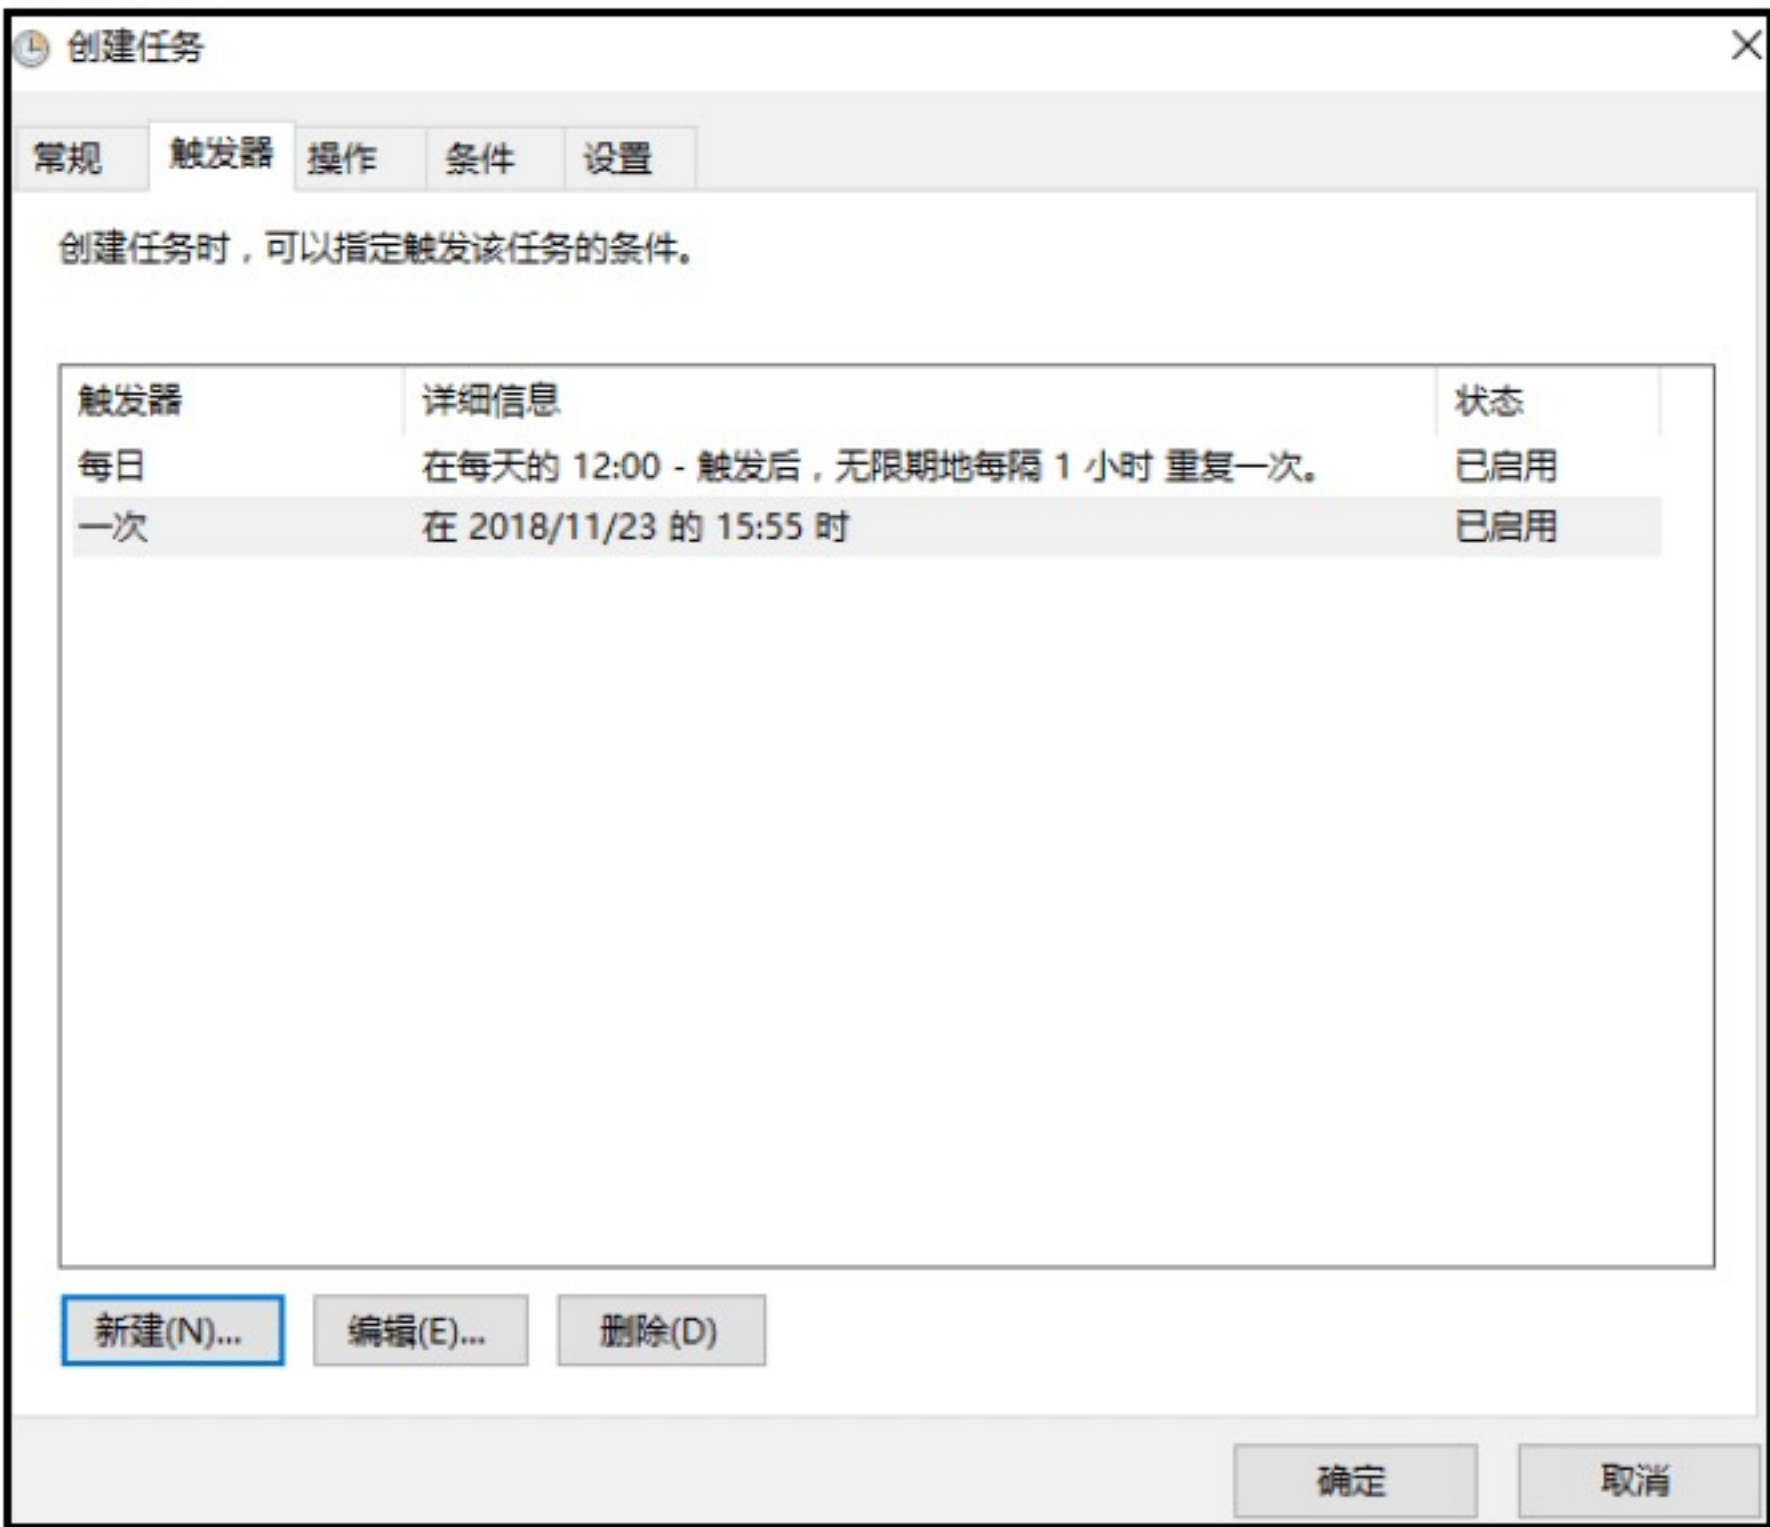 创建任务
常规 触发器 操作 条件 设置
创建任务时，可以指定触发该任务的条件。
触发器 详细信息 状态
每日 在每天的 12:00 - 触发后，无限期地每隔 1 小时 重复一次。 已启用
一次 在 2018/11/23 的 15:55 时 已启用
新建(N)... 编辑(E)... 删除(D)
确定 取消